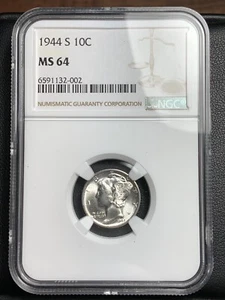 1944 S 10C
MS 64
6591132-002
NUMISMATIC GUARANTY CORPORATION
NGC